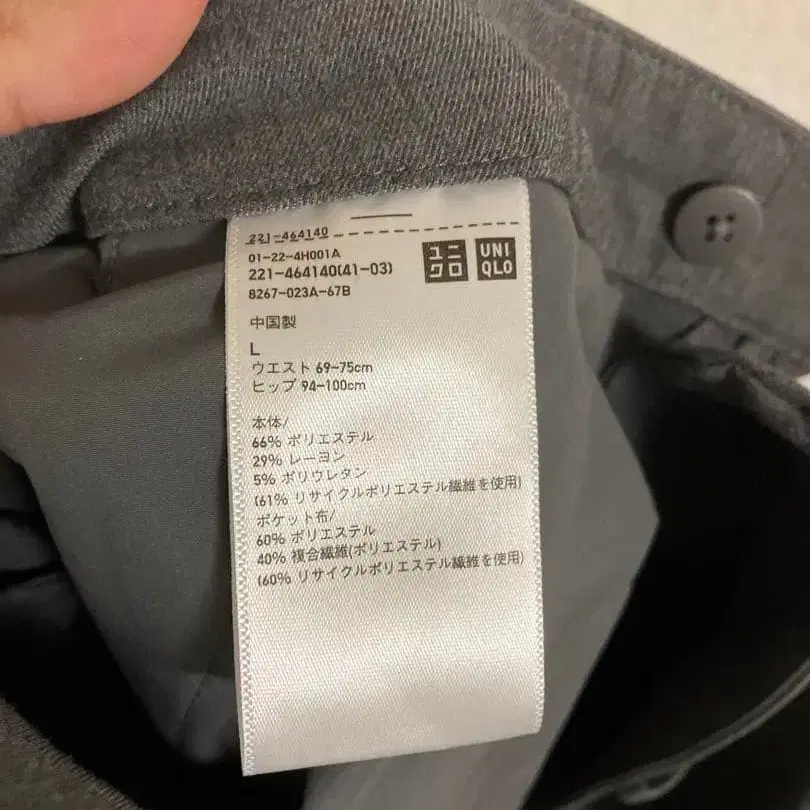 221-464140
01-22-4H001A
221-464140(41-03)
8267-023A-67B
ユニ
クロ
UNI
QLO
中国製
L
ウエスト 69-75cm
ヒップ 94-100cm
本体/
66% ポリエステル
29% レーヨン
5% ポリウレタン
(61% リサイクルポリエステル繊維を使用)
ポケット布/
60% ポリエステル
40% 複合繊維(ポリエステル)
(60% リサイクルポリエステル繊維を使用)